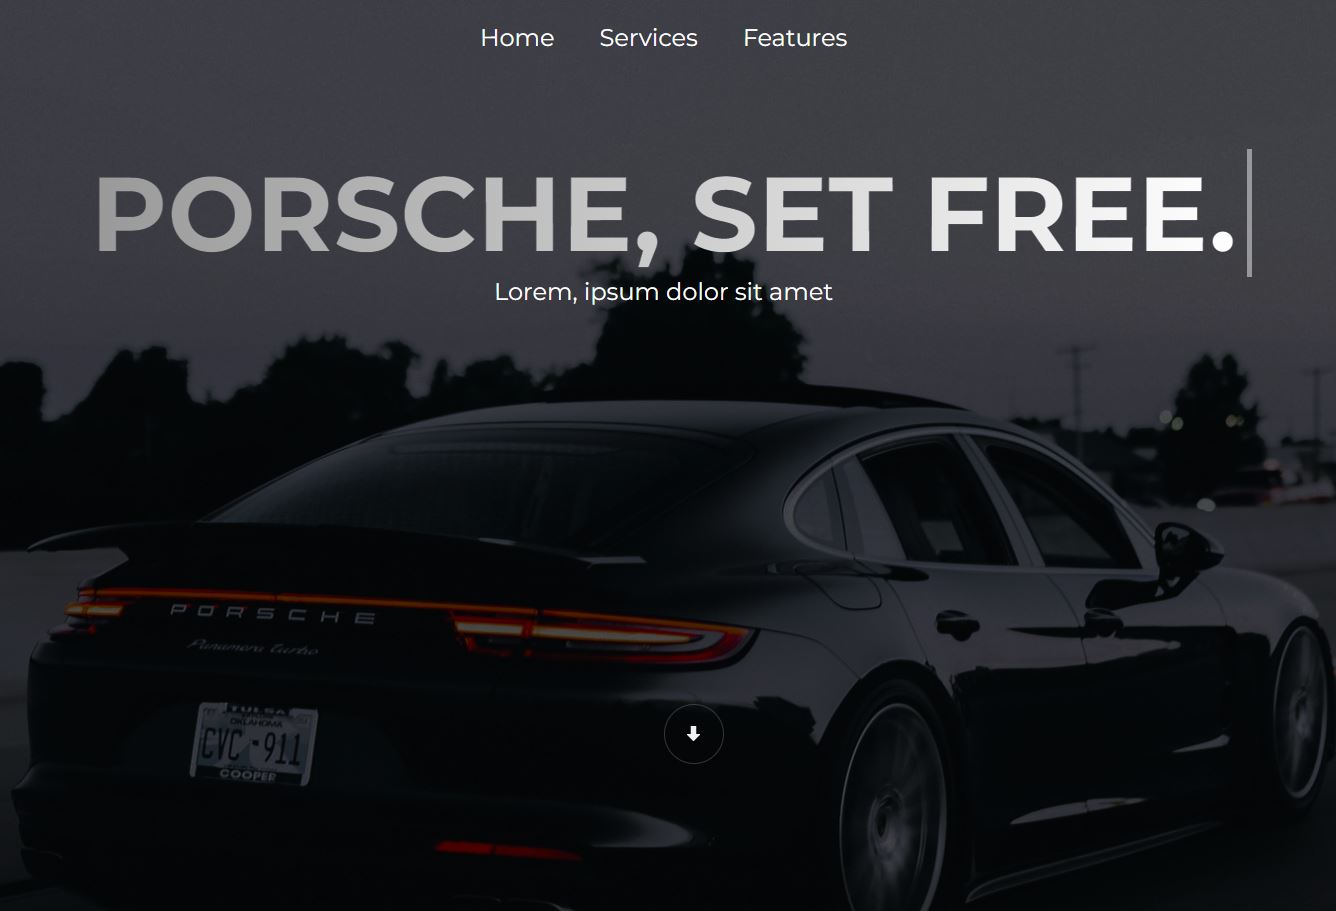 Home Services Features
PORSCHE, SET FREE.
Lorem, ipsum dolor sit amet
PORSCHE
Panamera turbo
TULSA
OKLAHOMA
CVC-911
COOPER